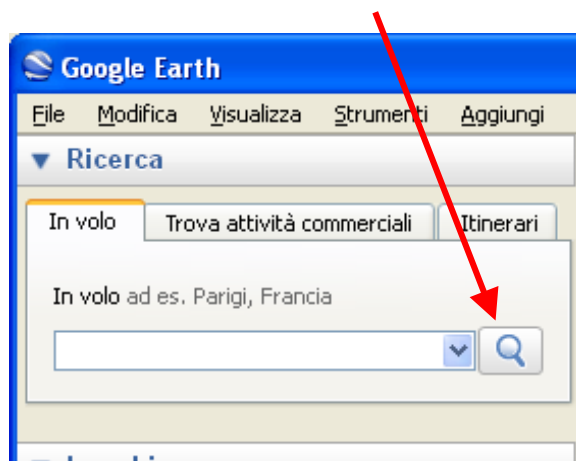 Google Earth
File Modifica Visualizza Strumenti Aggiungi
Ricerca
In volo Trova attività commerciali Itinerari
In volo ad es. Parigi, Francia